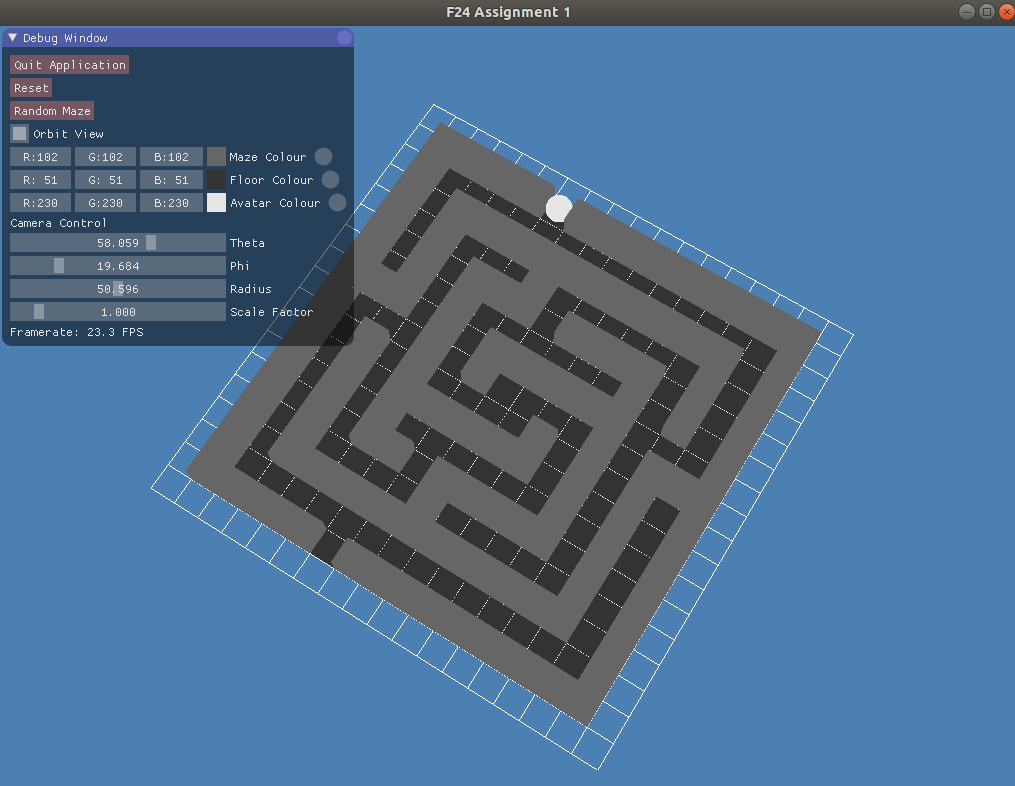 F24 Assignment 1
Debug Window
Quit Application
Reset
Random Maze
Orbit View
R:102 G:102 B:102 Maze Colour
R: 51 G: 51 B: 51 Floor Colour
R:230 G:230 B:230 Avatar Colour
Camera Control
58.059 Theta
19.684 Phi
50.596 Radius
1.000 Scale Factor
Framerate: 23.3 FPS